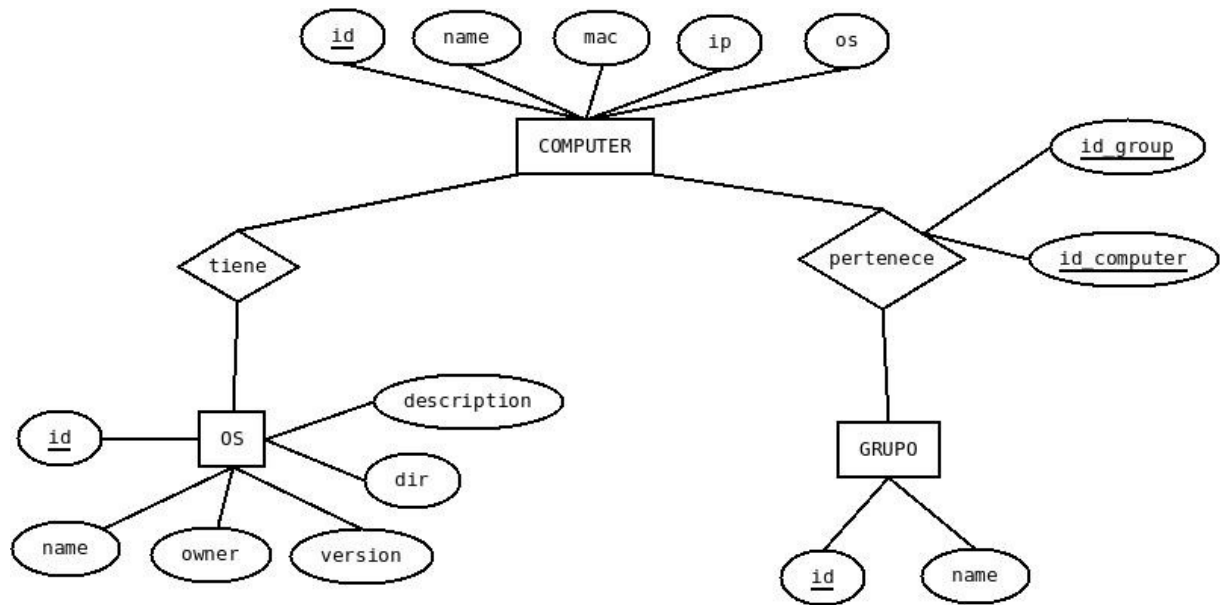 id
name
mac
ip
os
COMPUTER
id_group
tiene
pertenece
id_computer
description
id
OS
GRUPO
dir
name
owner
version
id
name